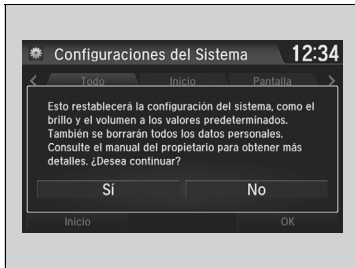 Configuraciones del Sistema 12:34
Todo Inicio Pantalla
Esto restablecerá la configuración del sistema, como el
brillo y el volumen a los valores predeterminados.
También se borrarán todos los datos personales.
Consulte el manual del propietario para obtener más
detalles. ¿Desea continuar?
Sí No
Inicio OK